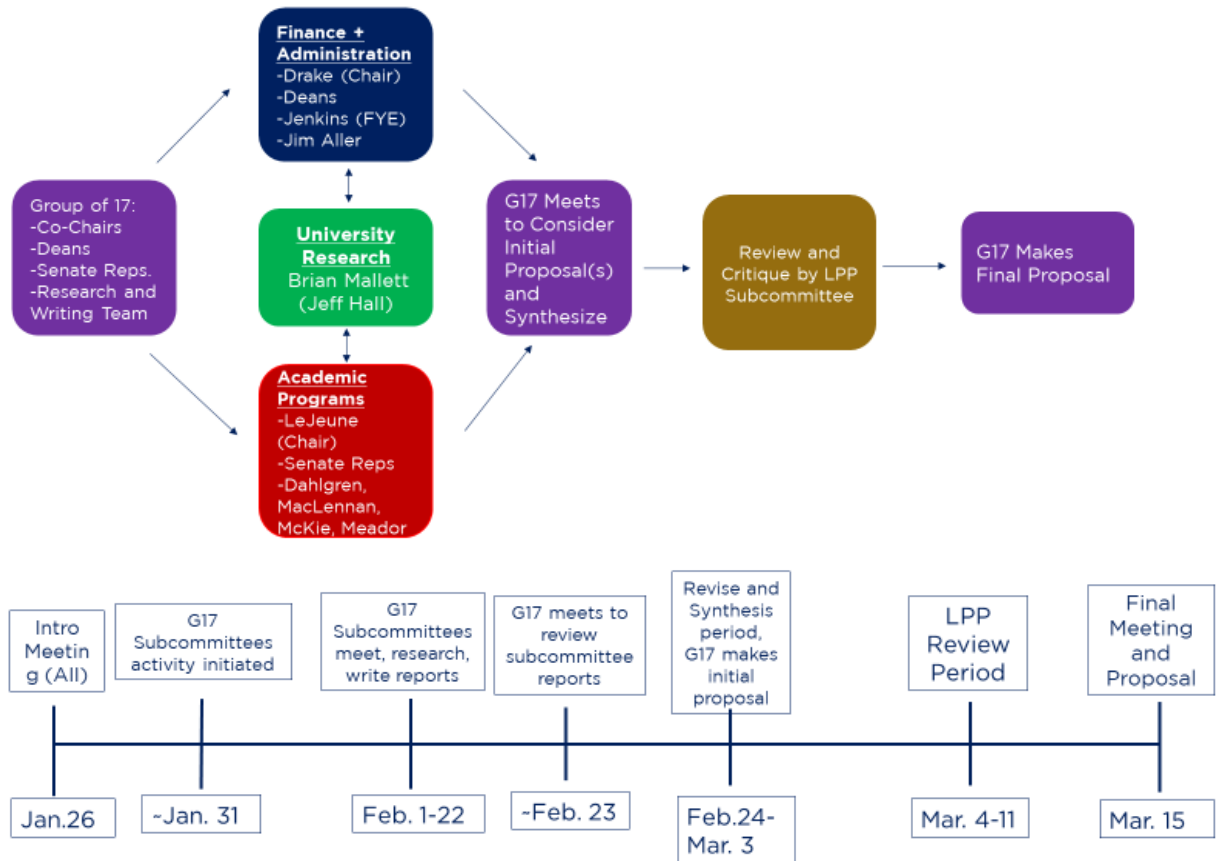 Finance +
Administration
-Drake (Chair)
-Deans
-Jenkins (FYE)
-Jim Aller
Group of 17:
-Co-Chairs
-Deans
-Senate Reps.
-Research and
Writing Team
University
Research
Brian Mallett
(Jeff Hall)
G17 Meets
to Consider
Initial
Proposal(s)
and
Synthesize
Review and
Critique by LPP
Subcommittee
G17 Makes
Final Proposal
Academic
Programs
-LeJeune
(Chair)
-Senate Reps
-Dahlgren,
MacLennan,
McKie, Meador
Intro
Meetin
g (All)
G17
Subcommittees
activity initiated
G17
Subcommittees
meet, research,
write reports
G17 meets to
review
subcommittee
reports
Revise and
Synthesis
period,
G17 makes
initial
proposal
LPP
Review
Period
Final
Meeting
and
Proposal
Jan.26
~Jan. 31
Feb. 1-22
~Feb. 23
Feb.24-
Mar. 3
Mar. 4-11
Mar. 15